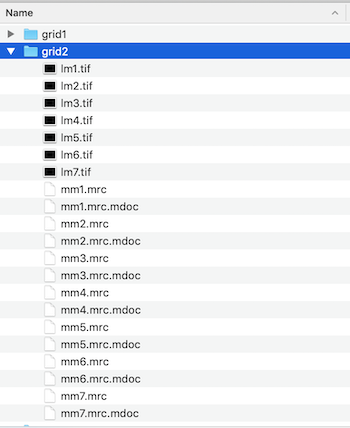 Name
grid1
grid2
lm1.tif
lm2.tif
lm3.tif
lm4.tif
lm5.tif
lm6.tif
lm7.tif
mm1.mrc
mm1.mrc.mdoc
mm2.mrc
mm2.mrc.mdoc
mm3.mrc
mm3.mrc.mdoc
mm4.mrc
mm4.mrc.mdoc
mm5.mrc
mm5.mrc.mdoc
mm6.mrc
mm6.mrc.mdoc
mm7.mrc
mm7.mrc.mdoc